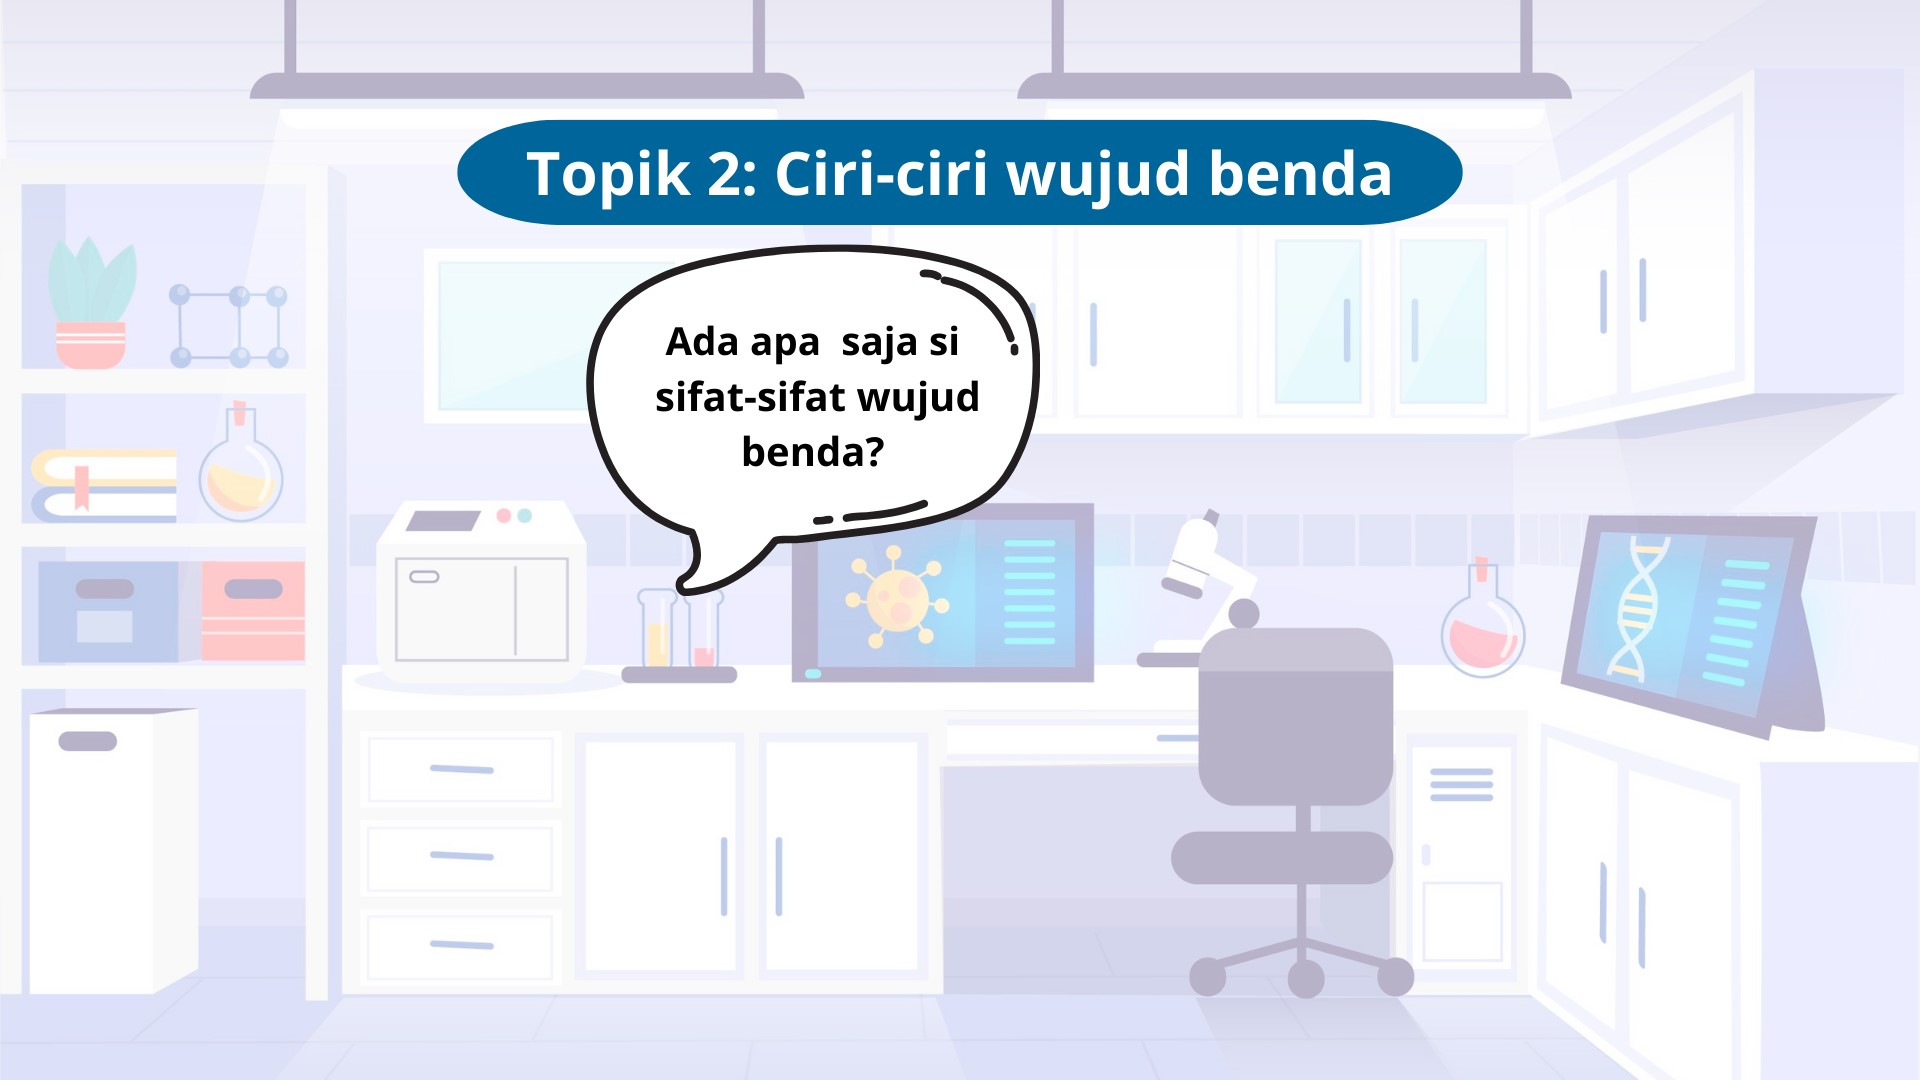 Topik 2: Ciri-ciri wujud benda
Ada apa  saja si
sifat-sifat wujud
benda?